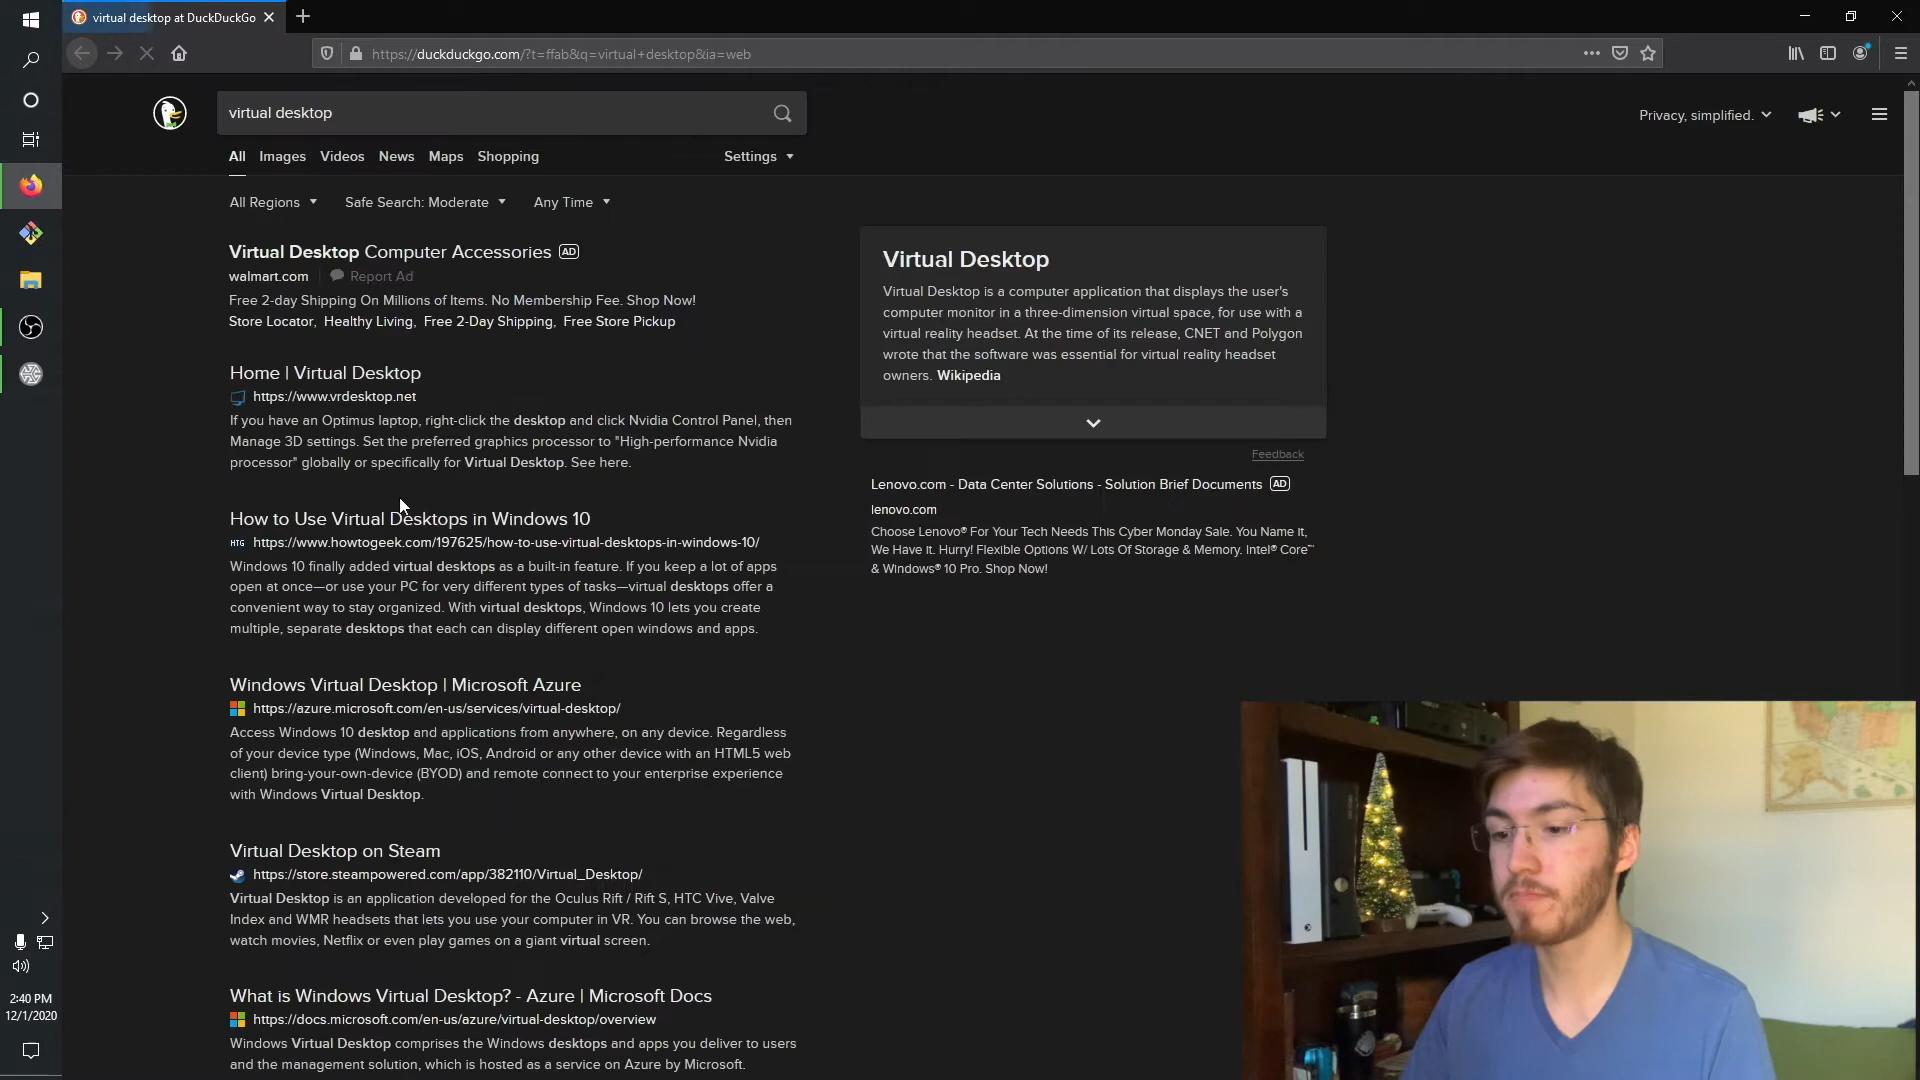 virtual desktop at DuckDuckGo
https://duckduckgo.com/?t=ffab&q=virtual+desktop&ia=web
virtual desktop
Privacy, simplified.
All Images Videos News Maps Shopping Settings
All Regions Safe Search: Moderate Any Time
Virtual Desktop Computer Accessories AD
walmart.com Report Ad
Free 2-day Shipping On Millions of Items. No Membership Fee. Shop Now!
Store Locator, Healthy Living, Free 2-Day Shipping, Free Store Pickup
Home | Virtual Desktop
https://www.vrdesktop.net
If you have an Optimus laptop, right-click the desktop and click Nvidia Control Panel, then
Manage 3D settings. Set the preferred graphics processor to "High-performance Nvidia
processor" globally or specifically for Virtual Desktop. See here.
How to Use Virtual Desktops in Windows 10
HTG https://www.howtogeek.com/197625/how-to-use-virtual-desktops-in-windows-10/
Windows 10 finally added virtual desktops as a built-in feature. If you keep a lot of apps
open at once—or use your PC for very different types of tasks—virtual desktops offer a
convenient way to stay organized. With virtual desktops, Windows 10 lets you create
multiple, separate desktops that each can display different open windows and apps.
Windows Virtual Desktop | Microsoft Azure
https://azure.microsoft.com/en-us/services/virtual-desktop/
Access Windows 10 desktop and applications from anywhere, on any device. Regardless
of your device type (Windows, Mac, iOS, Android or any other device with an HTML5 web
client) bring-your-own-device (BYOD) and remote connect to your enterprise experience
with Windows Virtual Desktop.
Virtual Desktop on Steam
https://store.steampowered.com/app/382110/Virtual_Desktop/
Virtual Desktop is an application developed for the Oculus Rift / Rift S, HTC Vive, Valve
Index and WMR headsets that lets you use your computer in VR. You can browse the web,
watch movies, Netflix or even play games on a giant virtual screen.
What is Windows Virtual Desktop? - Azure | Microsoft Docs
https://docs.microsoft.com/en-us/azure/virtual-desktop/overview
Windows Virtual Desktop comprises the Windows desktops and apps you deliver to users
and the management solution, which is hosted as a service on Azure by Microsoft.
Virtual Desktop
Virtual Desktop is a computer application that displays the user's
computer monitor in a three-dimension virtual space, for use with a
virtual reality headset. At the time of its release, CNET and Polygon
wrote that the software was essential for virtual reality headset
owners. Wikipedia
Feedback
Lenovo.com - Data Center Solutions - Solution Brief Documents AD
lenovo.com
Choose Lenovo® For Your Tech Needs This Cyber Monday Sale. You Name it,
We Have it. Hurry! Flexible Options W/ Lots Of Storage & Memory. Intel® Core™
& Windows® 10 Pro. Shop Now!
2:40 PM
12/1/2020